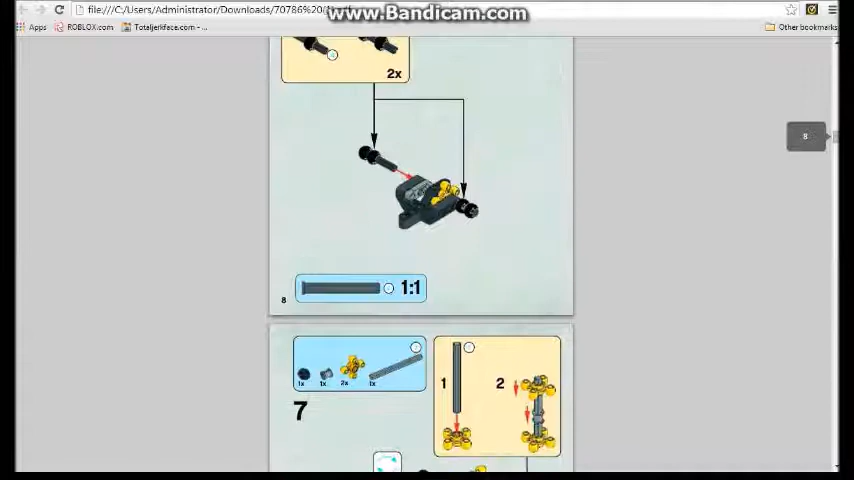 www.Bandicam.com
file:///C:/Users/Administrator/Downloads/70786%20
Apps ROBLOX.com Totaljerkface.com - ... Other bookmarks
2x
8
1:1
8
1x 1x 2x 1x
1
2
7